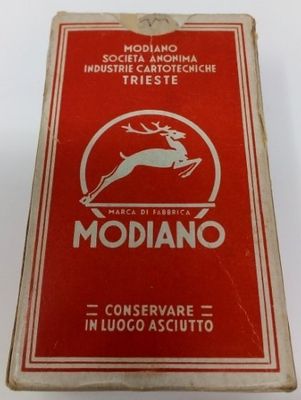 MODIANO
SOCIETA ANONIMA
INDUSTRIE CARTOTECNICHE
TRIESTE
MARCA DI FABBRICA
MODIANO
CONSERVARE
IN LUOGO ASCIUTTO